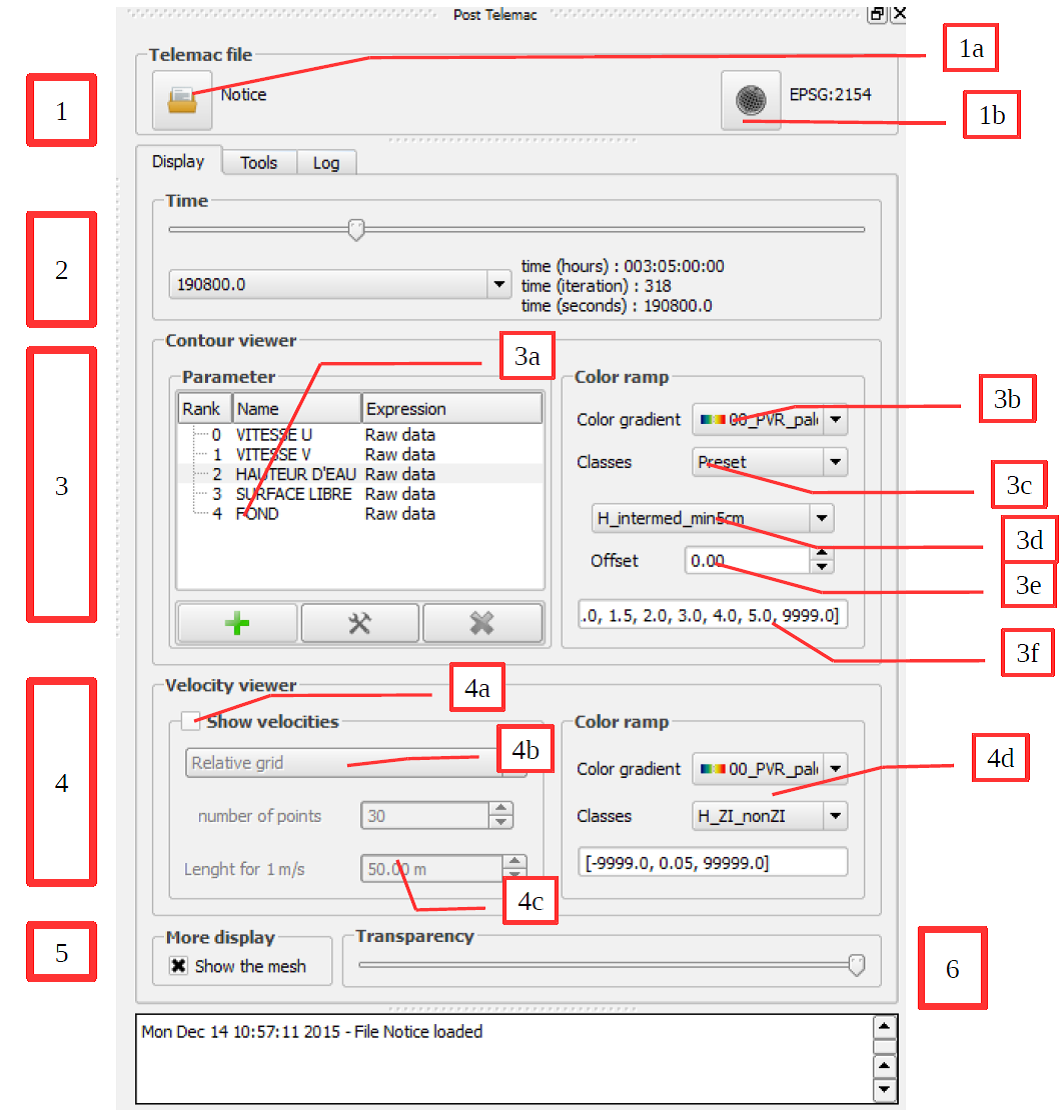 Post Telemac
Telemac file
1a
1
Notice
EPSG:2154
1b
Display Tools Log
Time
2
190800.0
time (hours) : 003:05:00:00
time (iteration) : 318
time (seconds) : 190800.0
Contour viewer
3a
Parameter
Color ramp
Rank Name Expression
Color gradient 00_PVR_pal
3b
0 VITESSE U Raw data
1 VITESSE V Raw data
Classes Preset
2 HAUTEUR D'EAU Raw data
3
3c
3 SURFACE LIBRE Raw data
4 FOND Raw data
H_intermed_min5cm
3d
Offset 0.00
3e
.0, 1.5, 2.0, 3.0, 4.0, 5.0, 9999.0]
3f
Velocity viewer
4a
Show velocities
Color ramp
4b
Relative grid
Color gradient 00_PVR_pal
4d
4
number of points 30
Classes H_ZI_nonZI
Lenght for 1 m/s 50.00 m
[-9999.0, 0.05, 99999.0]
4c
More display
Transparency
5
Show the mesh
6
Mon Dec 14 10:57:11 2015 - File Notice loaded